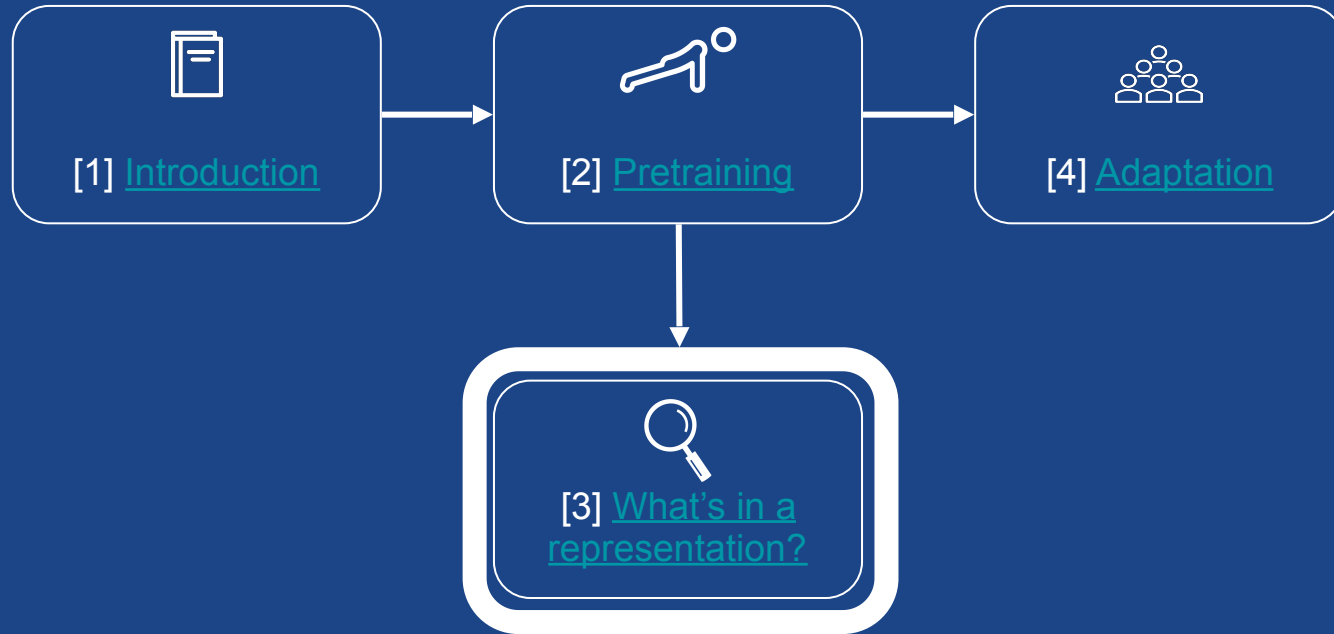 [1] Introduction
[2] Pretraining
[4] Adaptation
[3] What’s in a
representation?